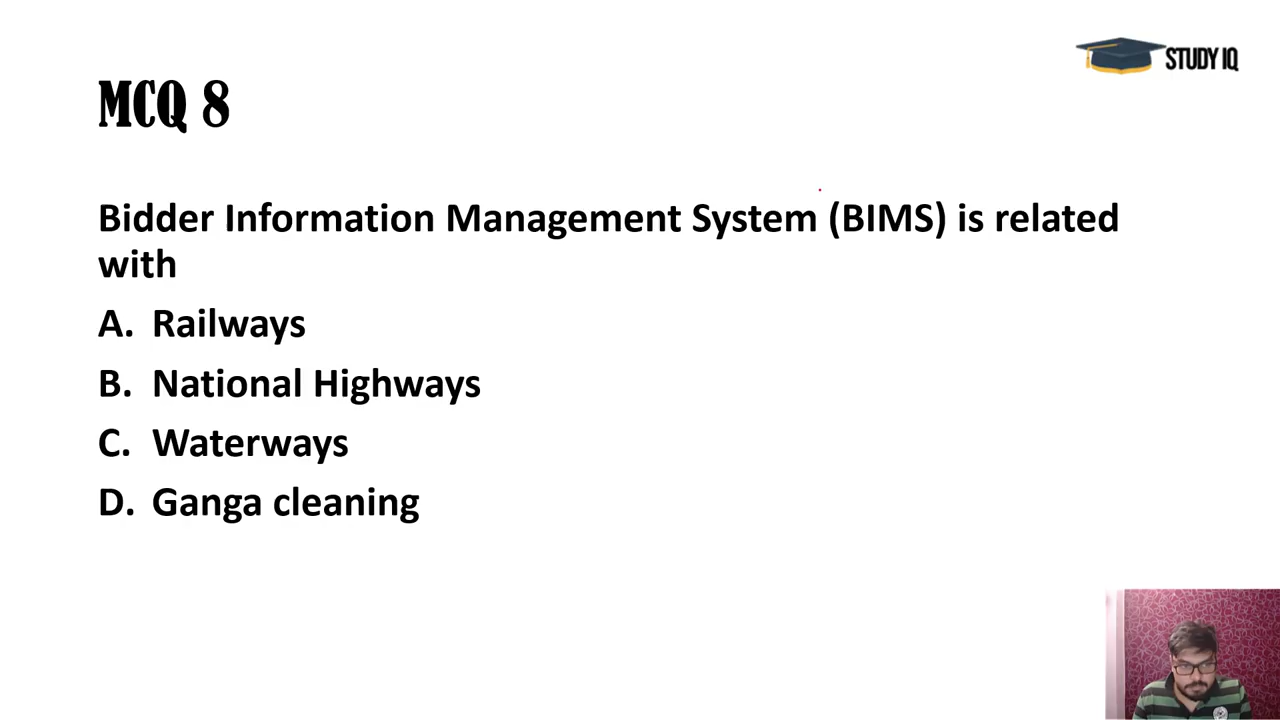 STUDY IQ
MCQ 8
Bidder Information Management System (BIMS) is related
with
A. Railways
B. National Highways
C. Waterways
D. Ganga cleaning